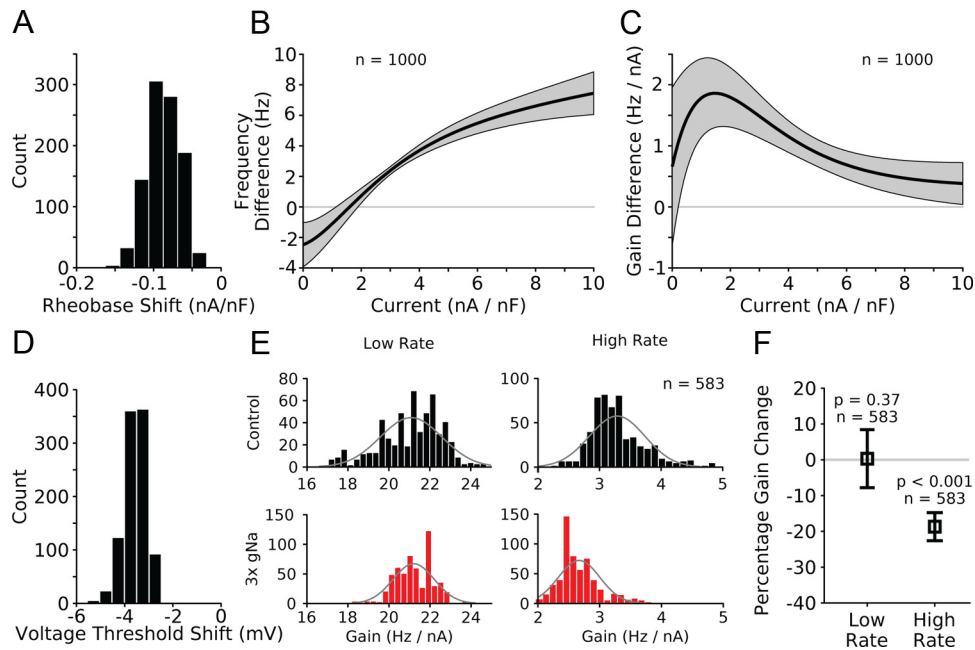 A
B
C
300
200
100
0
Count
-0.2
-0.1
0
Rheobase Shift (nA/nF)
n = 1000
10
8
6
4
2
0
-2
-4
Frequency
Difference (Hz)
0
2
4
6
8
10
Current (nA / nF)
n = 1000
2
1
0
-1
Gain Difference (Hz / nA)
0
2
4
6
8
10
Current (nA / nF)
D
E
F
400
300
200
100
0
Count
-6
-4
-2
0
Voltage Threshold Shift (mV)
Low Rate
High Rate
Control
80
60
40
20
0
16
18
20
22
24
n = 583
100
50
0
2
3
4
5
3x gNa
150
100
50
0
16
18
20
22
24
Gain (Hz / nA)
150
100
50
0
2
3
4
5
Gain (Hz / nA)
Percentage Gain Change
20
10
0
-10
-20
-30
-40
p = 0.37
n = 583
p < 0.001
n = 583
Low
Rate
High
Rate